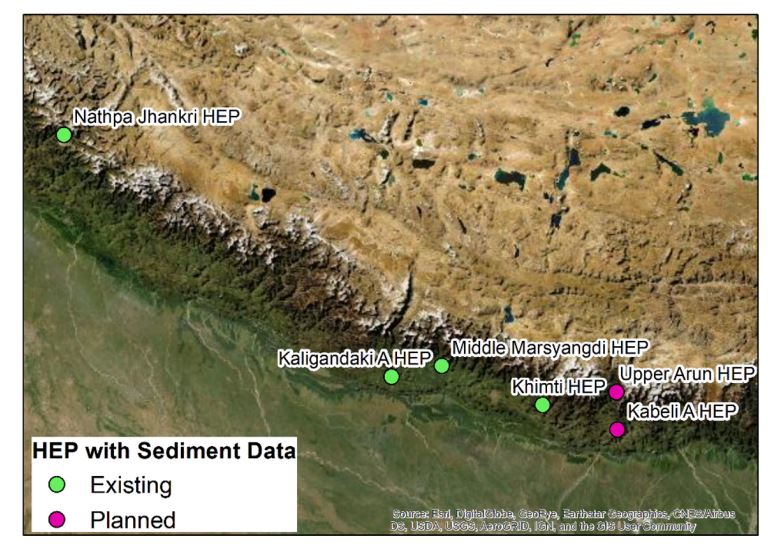 Nathpa Jhankri HEP
Middle Marsyangdi HEP
Kaligandaki A HEP
Upper Arun HEP
Khimti HEP
Kabeli A HEP
HEP with Sediment Data
Existing
Planned
Source: Esri, DigitalGlobe, GeoEye, Earthstar Geographics, CNES/Airbus
DS, USDA, USGS, AeroGRID, IGN, and the GIS User Community